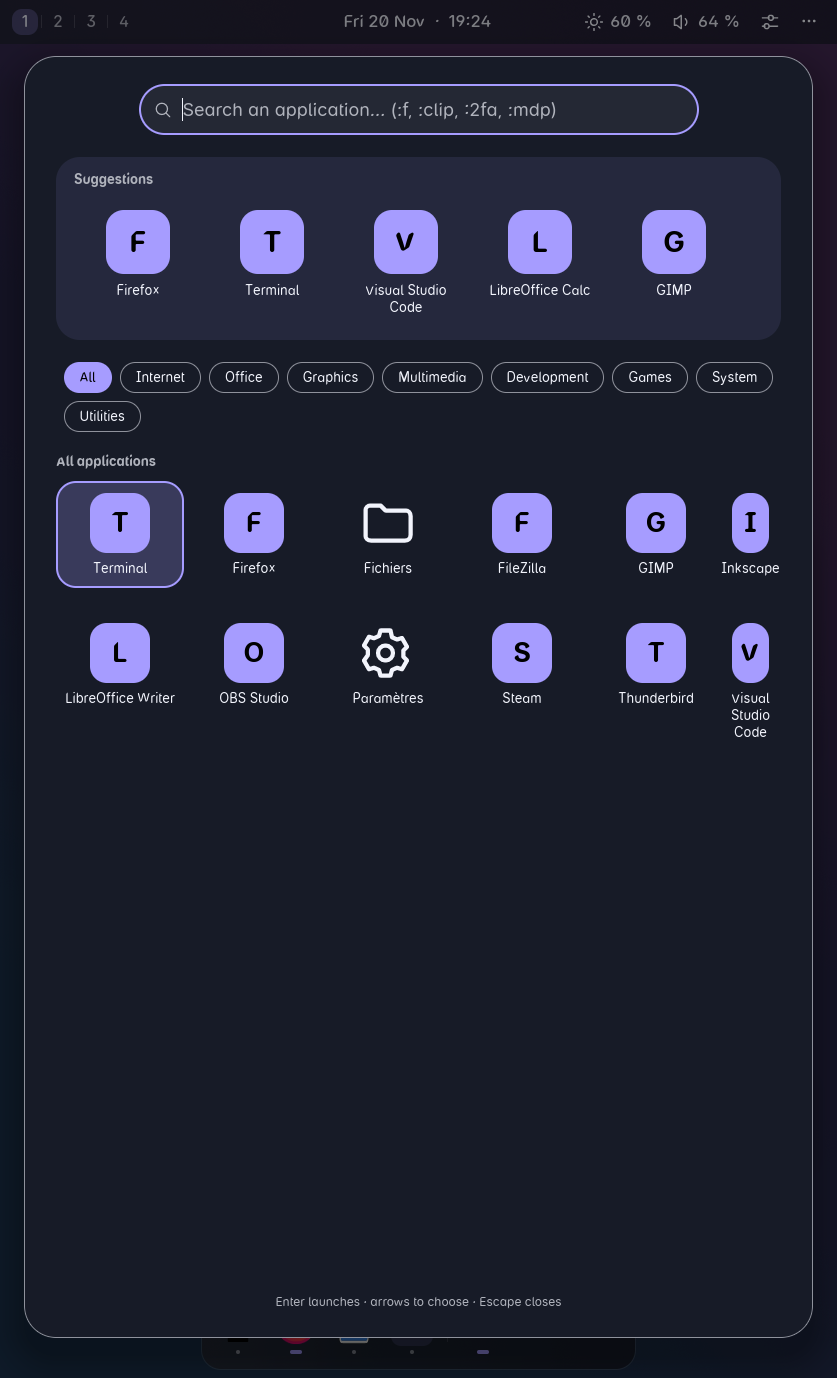 1 2 3 4 Fri 20 Nov · 19:24 60 % 64 % ···
Search an application... (:f, :clip, :2fa, :mdp)
Suggestions
F T V L G
Firefox Terminal Visual Studio Code LibreOffice Calc GIMP
All Internet Office Graphics Multimedia Development Games System
Utilities
All applications
T F F G I
Terminal Firefox Fichiers FileZilla GIMP Inkscape
L O S T V
LibreOffice Writer OBS Studio Paramètres Steam Thunderbird Visual Studio Code
Enter launches · arrows to choose · Escape closes